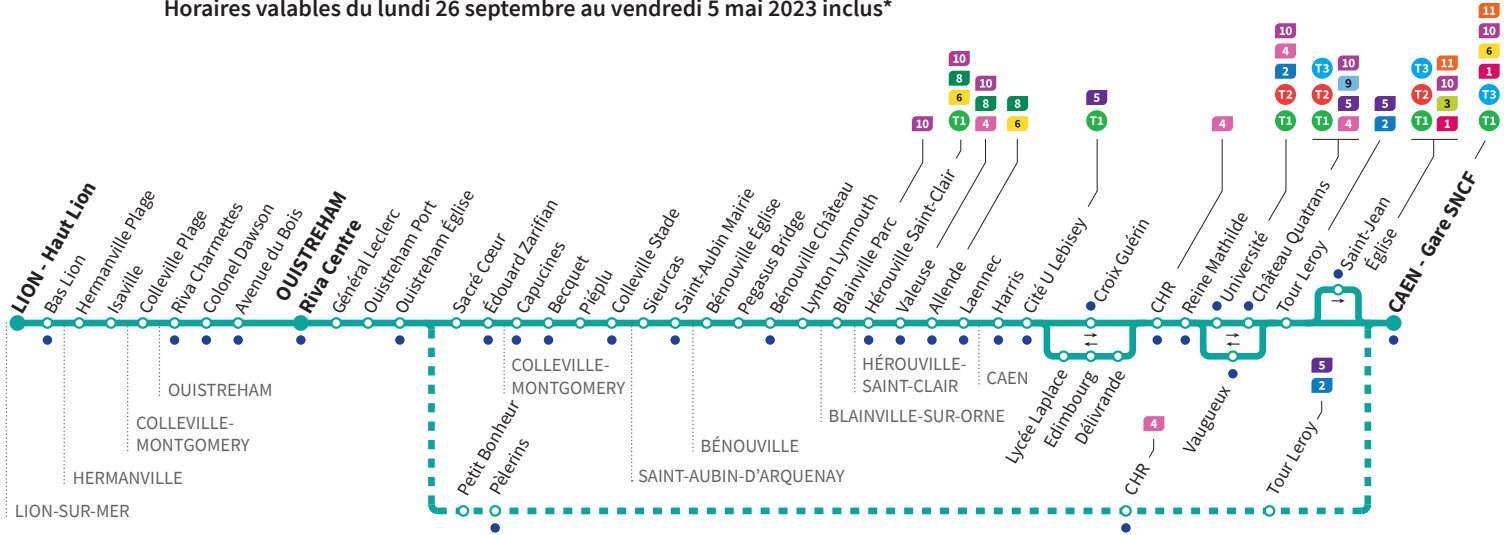 Horaires valables du lundi 26 septembre au vendredi 5 mai 2023 inclus*
LION - Haut Lion
Bas Lion
Hermanville Plage
Isaville
Colleville Plage
Riva Charmettes
Colonel Dawson
Avenue du Bois
OUISTREHAM
Riva Centre
Général Leclerc
Ouistreham Port
Ouistreham Église
Sacré Cœur
Édouard Zarifian
Capucines
Becquet
Piéplu
Colleville Stade
Sieurcas
Saint-Aubin Mairie
Bénouville Église
Pegasus Bridge
Bénouville Château
Lynton Lynmouth
Blainville Parc
10
Hérouville Saint-Clair
10
8
6
T1
Valeuse
10
8
4
Allende
8
6
Laennec
Harris
Cité U Lebisey
5
T1
Croix Guérin
CHR
4
Reine Mathilde
Université
10
4
2
T2
T1
Château Quatrans
T3
T2
T1
10
9
5
4
Tour Leroy
5
2
Saint-Jean
Église
T3
T2
T1
11
10
3
1
CAEN - Gare SNCF
11
10
6
1
T3
T1
Lycée Laplace
Edimbourg
Délivrande
Vaugueux
Petit Bonheur
Pèlerins
CHR
4
Tour Leroy
5
2
LION-SUR-MER
HERMANVILLE
COLLEVILLE-
MONTGOMERY
OUISTREHAM
COLLEVILLE-
MONTGOMERY
SAINT-AUBIN-D'ARQUENAY
BÉNOUVILLE
BLAINVILLE-SUR-ORNE
HÉROUVILLE-
SAINT-CLAIR
CAEN